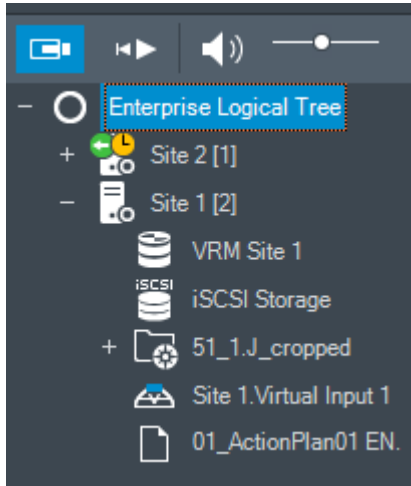 Enterprise Logical Tree
Site 2 [1]
Site 1 [2]
VRM Site 1
iSCSI
iSCSI Storage
51_1.J_cropped
Site 1.Virtual Input 1
01_ActionPlan01 EN.